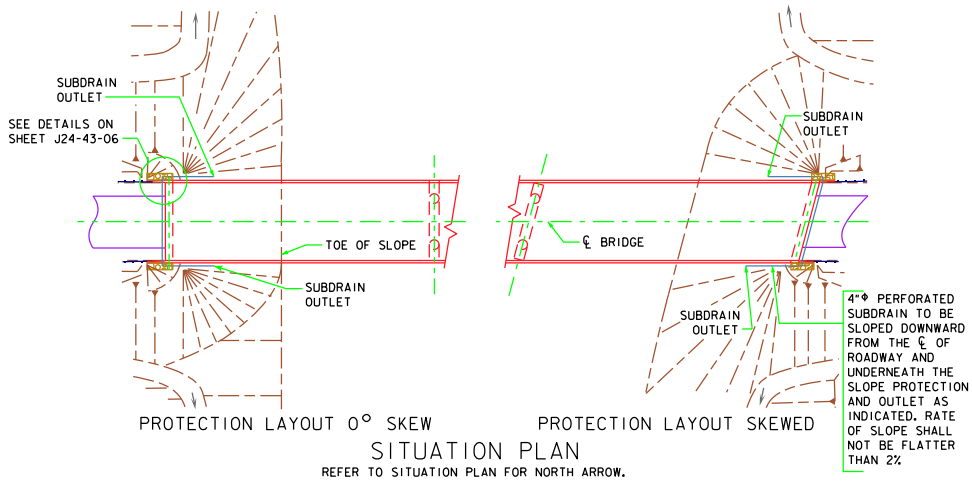 SUBDRAIN
OUTLET
SEE DETAILS ON
SHEET J24-43-06
TOE OF SLOPE
SUBDRAIN
OUTLET
SUBDRAIN
OUTLET
℄ BRIDGE
SUBDRAIN
OUTLET
4"Φ PERFORATED
SUBDRAIN TO BE
SLOPED DOWNWARD
FROM THE ℄ OF
ROADWAY AND
UNDERNEATH THE
SLOPE PROTECTION
AND OUTLET AS
INDICATED. RATE
OF SLOPE SHALL
NOT BE FLATTER
THAN 2%
PROTECTION LAYOUT 0° SKEW
PROTECTION LAYOUT SKEWED
SITUATION PLAN
REFER TO SITUATION PLAN FOR NORTH ARROW.